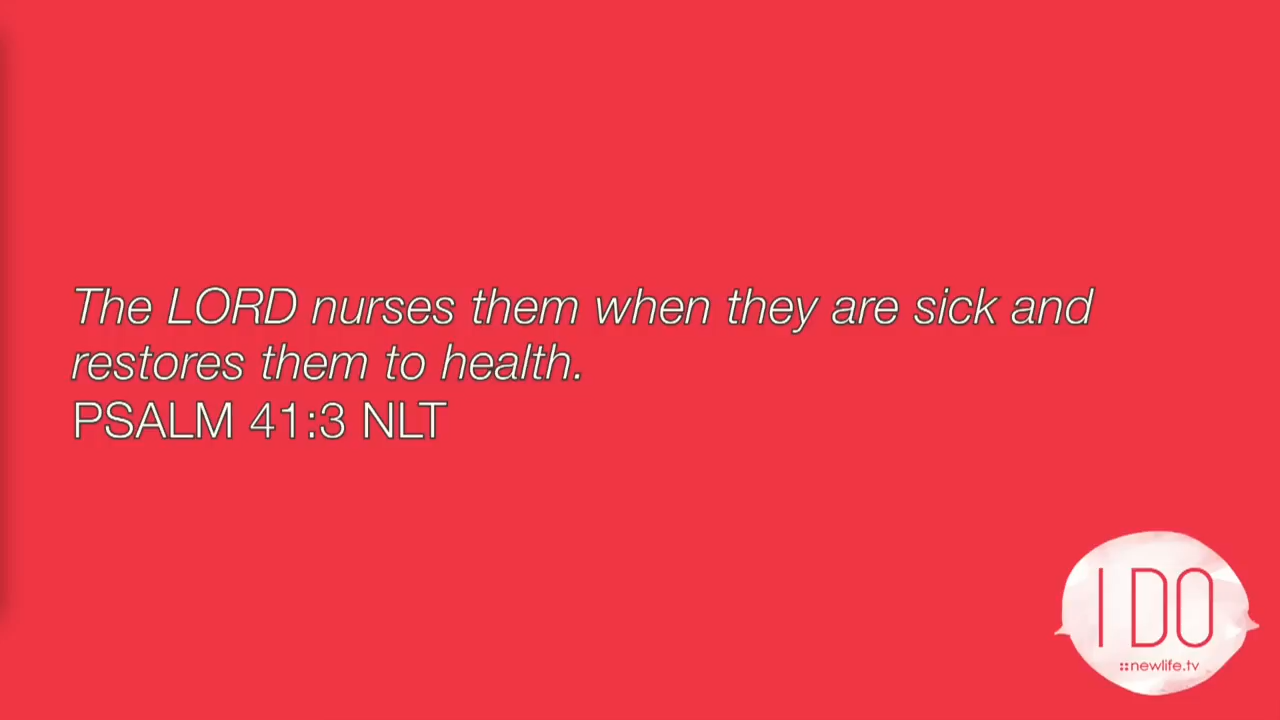 The LORD nurses them when they are sick and
restores them to health.
PSALM 41:3 NLT
I DO
::newlife.tv